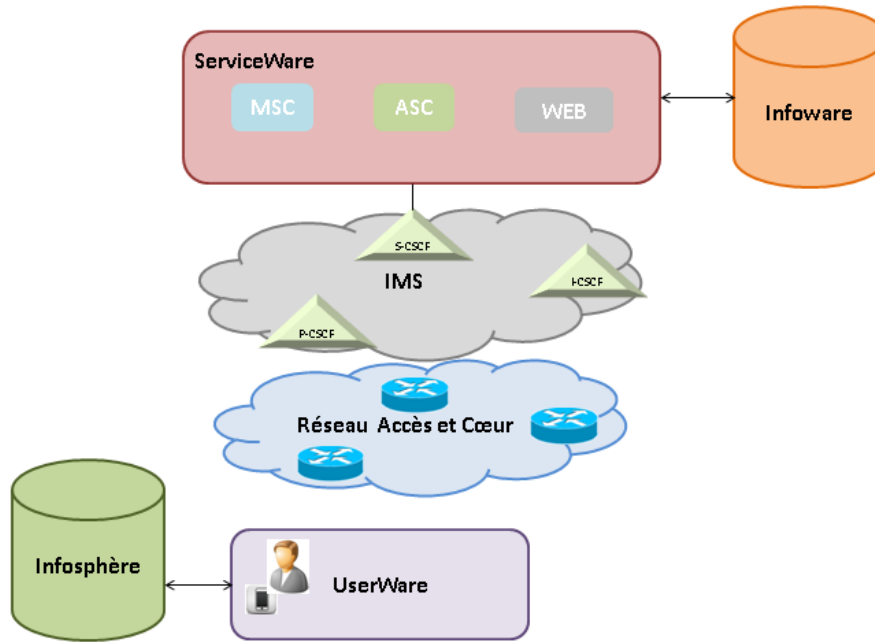 ServiceWare
MSC
ASC
WEB
Infoware
S-CSCF
IMS
I-CSCF
P-CSCF
Réseau Accès et Cœur
Infosphère
UserWare